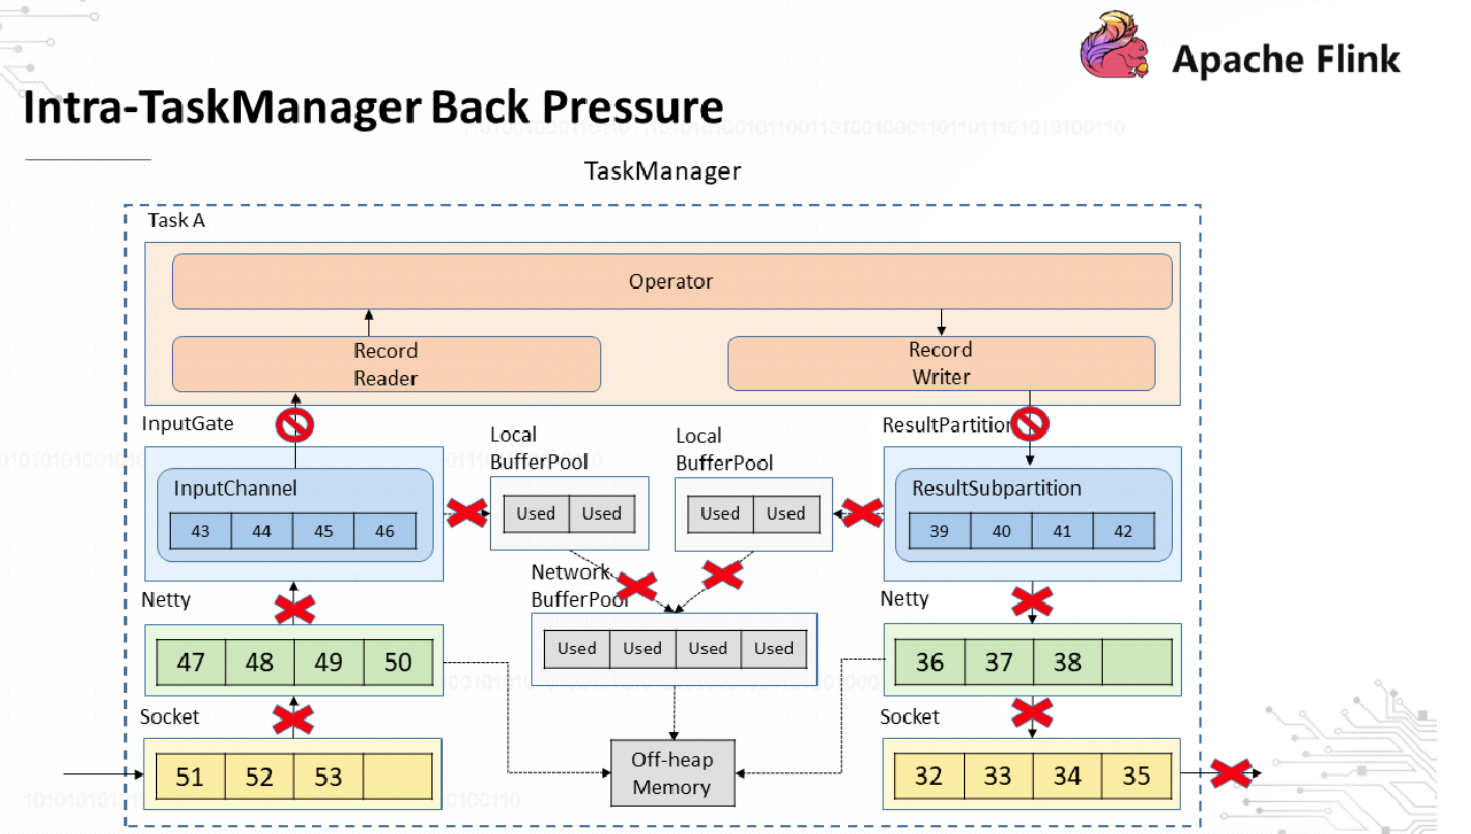 Apache Flink
Intra-TaskManager Back Pressure
TaskManager
Task A
Operator
Record
Reader
Record
Writer
InputGate
ResultPartition
Local
BufferPool
Local
BufferPool
InputChannel
43 44 45 46
Used Used
Used Used
ResultSubpartition
39 40 41 42
Network
BufferPool
Used Used Used Used
Netty
47 48 49 50
Netty
36 37 38
Socket
51 52 53
Off-heap
Memory
Socket
32 33 34 35